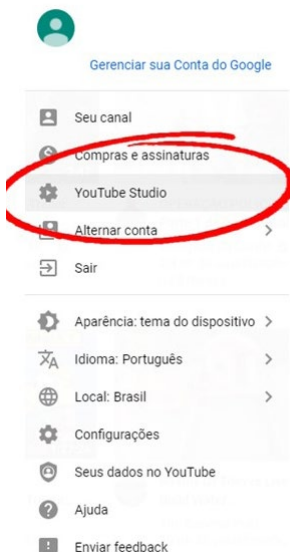 Gerenciar sua Conta do Google
Seu canal
Compras e assinaturas
YouTube Studio
Alternar conta
Sair
Aparência: tema do dispositivo
Idioma: Português
Local: Brasil
Configurações
Seus dados no YouTube
Ajuda
Enviar feedback